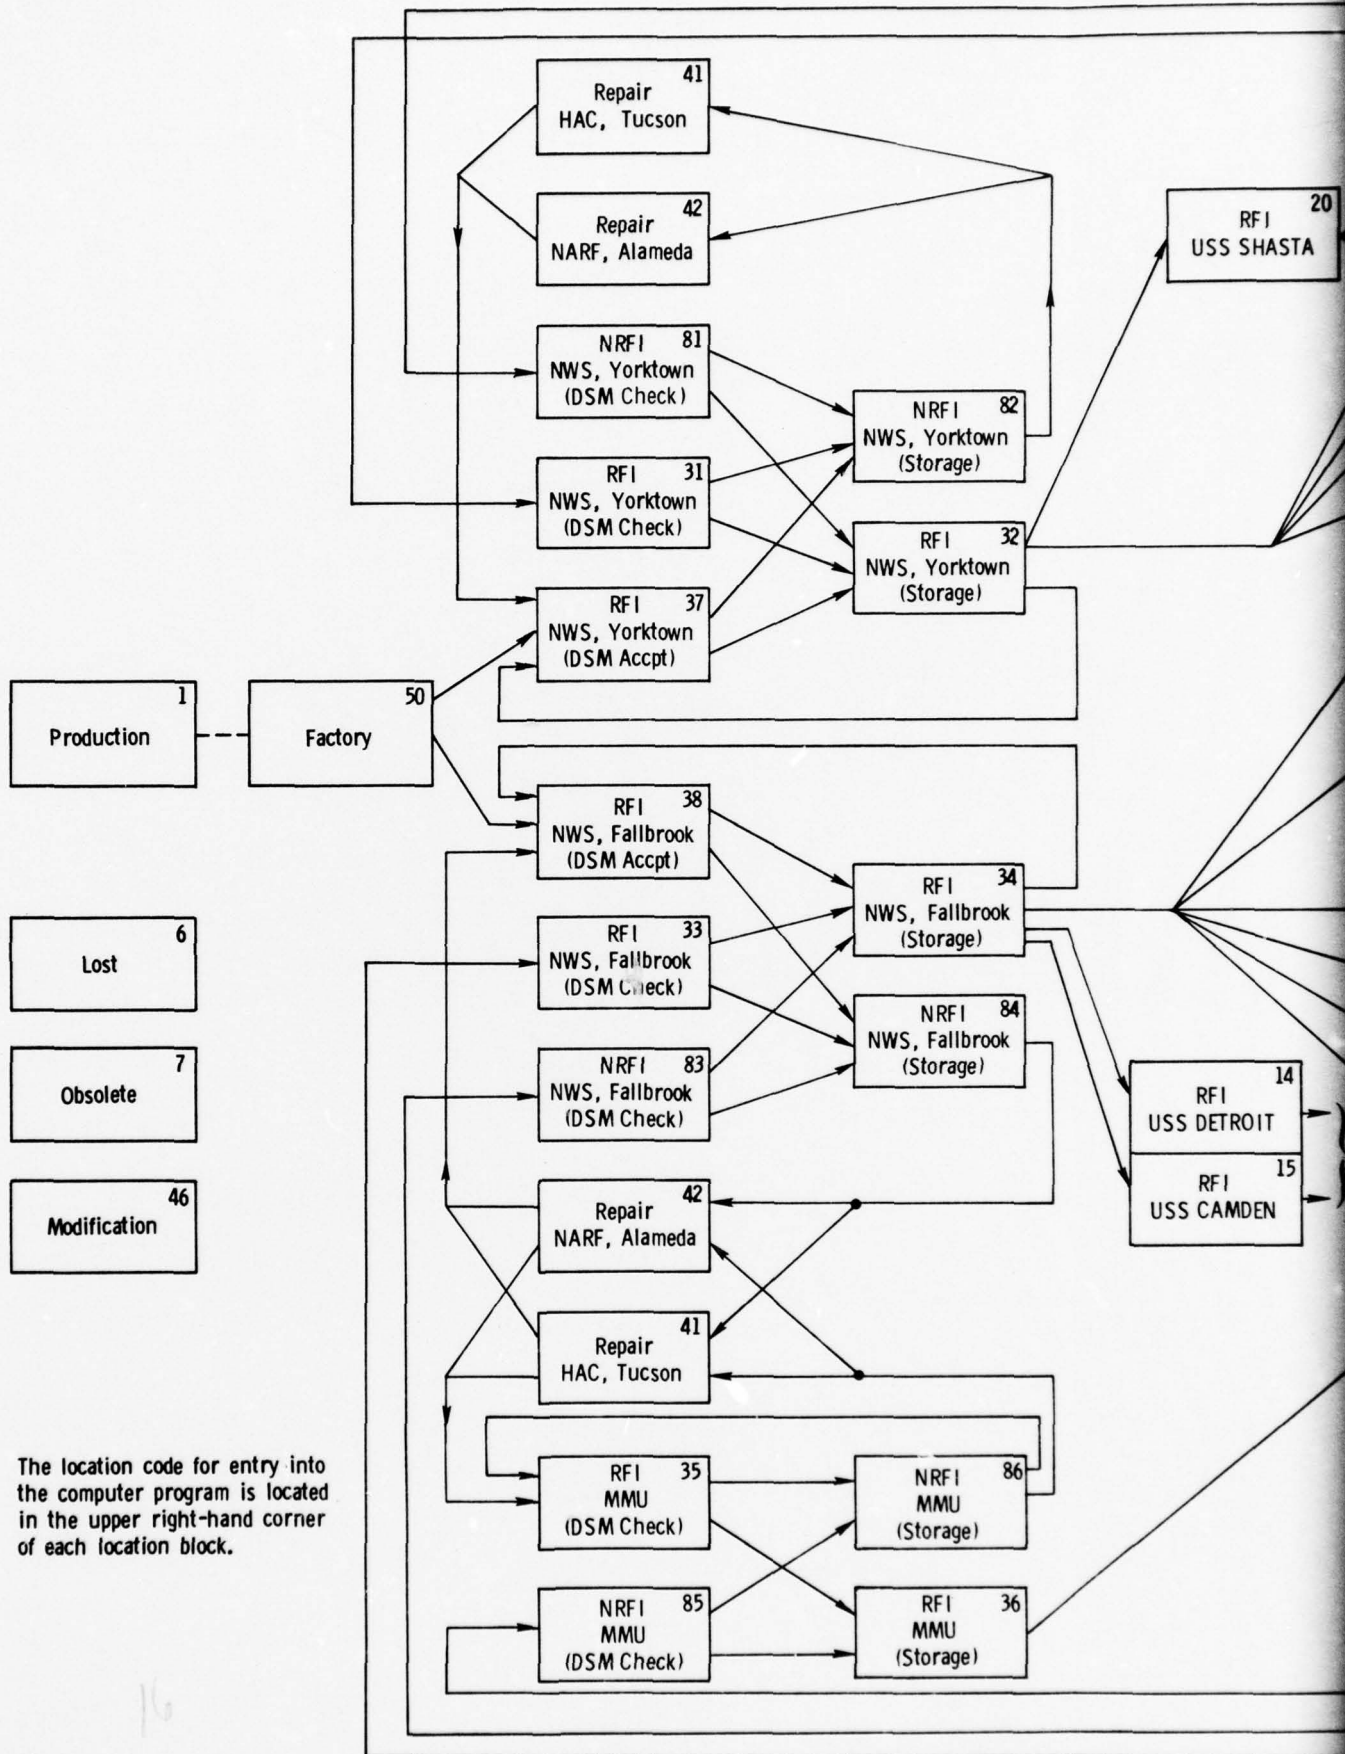 41
Repair
HAC, Tucson
42
Repair
NARF, Alameda
20
RFI
USS SHASTA
NRFI 81
NWS, Yorktown
(DSM Check)
NRFI 82
NWS, Yorktown
(Storage)
RFI 31
NWS, Yorktown
(DSM Check)
RFI 32
NWS, Yorktown
(Storage)
RFI 37
NWS, Yorktown
(DSM Accpt)
1
Production
50
Factory
RFI 38
NWS, Fallbrook
(DSM Accpt)
RFI 34
NWS, Fallbrook
(Storage)
6
Lost
RFI 33
NWS, Fallbrook
(DSM Check)
NRFI 84
NWS, Fallbrook
(Storage)
7
Obsolete
NRFI 83
NWS, Fallbrook
(DSM Check)
14
RFI
USS DETROIT
15
RFI
USS CAMDEN
46
Modification
42
Repair
NARF, Alameda
41
Repair
HAC, Tucson
The location code for entry into
the computer program is located
in the upper right-hand corner
of each location block.
RFI 35
MMU
(DSM Check)
NRFI 86
MMU
(Storage)
NRFI 85
MMU
(DSM Check)
RFI 36
MMU
(Storage)
16